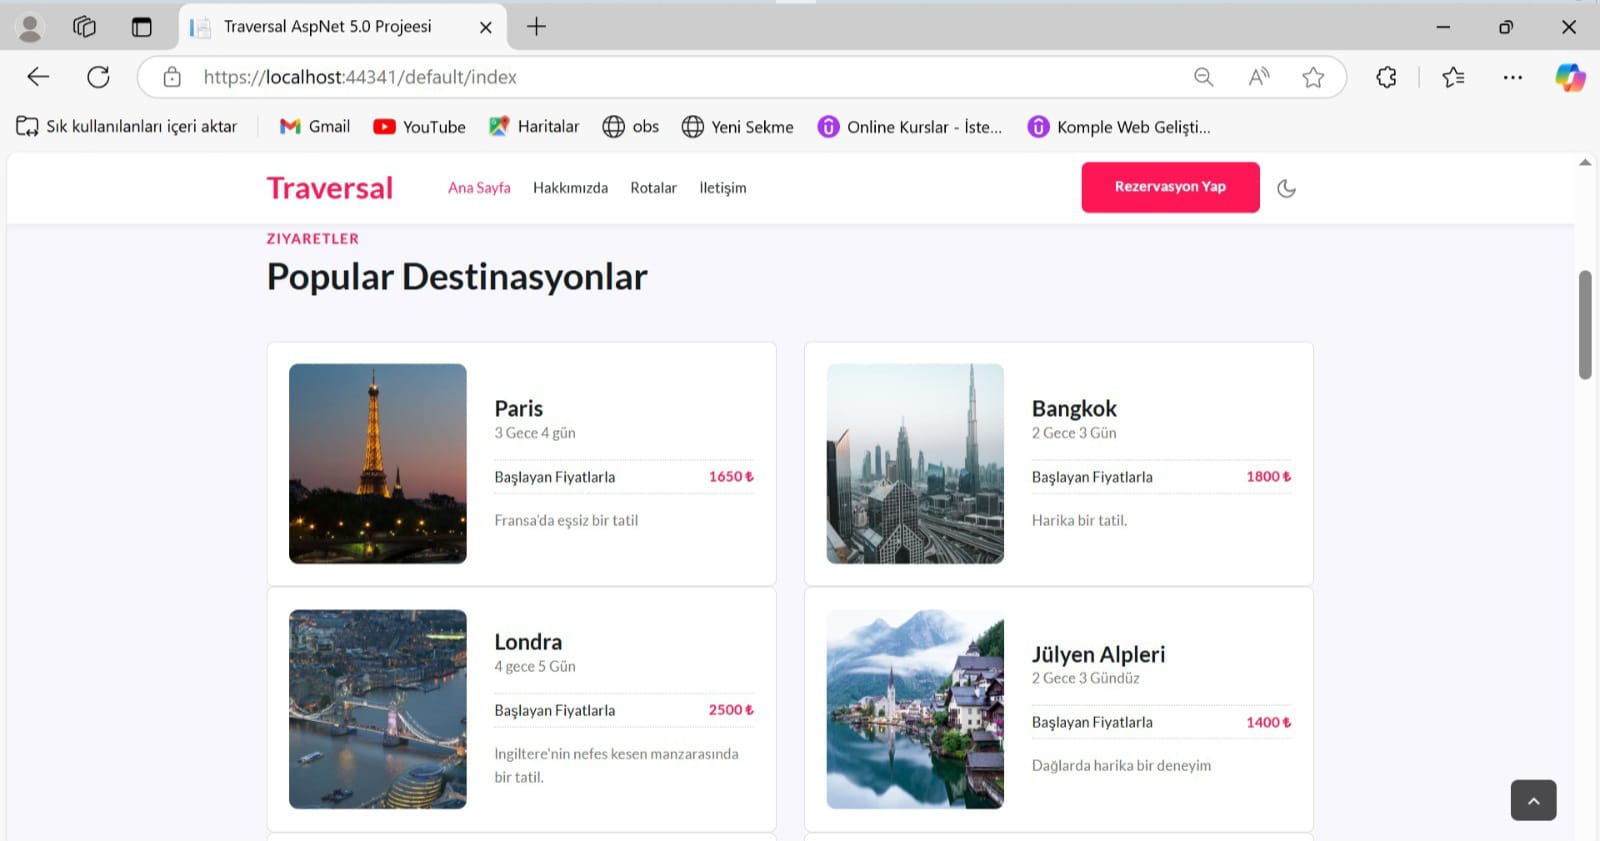 Traversal AspNet 5.0 Projeesi
https://localhost:44341/default/index
Sık kullanılanları içeri aktar
Gmail
YouTube
Haritalar
obs
Yeni Sekme
Online Kurslar - İste...
Komple Web Gelişti...
Traversal
Ana Sayfa
Hakkımızda
Rotalar
İletişim
Rezervasyon Yap
ZIYARETLER
Popular Destinasyonlar
Paris
3 Gece 4 gün
Başlayan Fiyatlarla 1650 ₺
Fransa'da eşsiz bir tatil
Bangkok
2 Gece 3 Gün
Başlayan Fiyatlarla 1800 ₺
Harika bir tatil.
Londra
4 gece 5 Gün
Başlayan Fiyatlarla 2500 ₺
Ingiltere'nin nefes kesen manzarasında
bir tatil.
Jülyen Alpleri
2 Gece 3 Gündüz
Başlayan Fiyatlarla 1400 ₺
Dağlarda harika bir deneyim